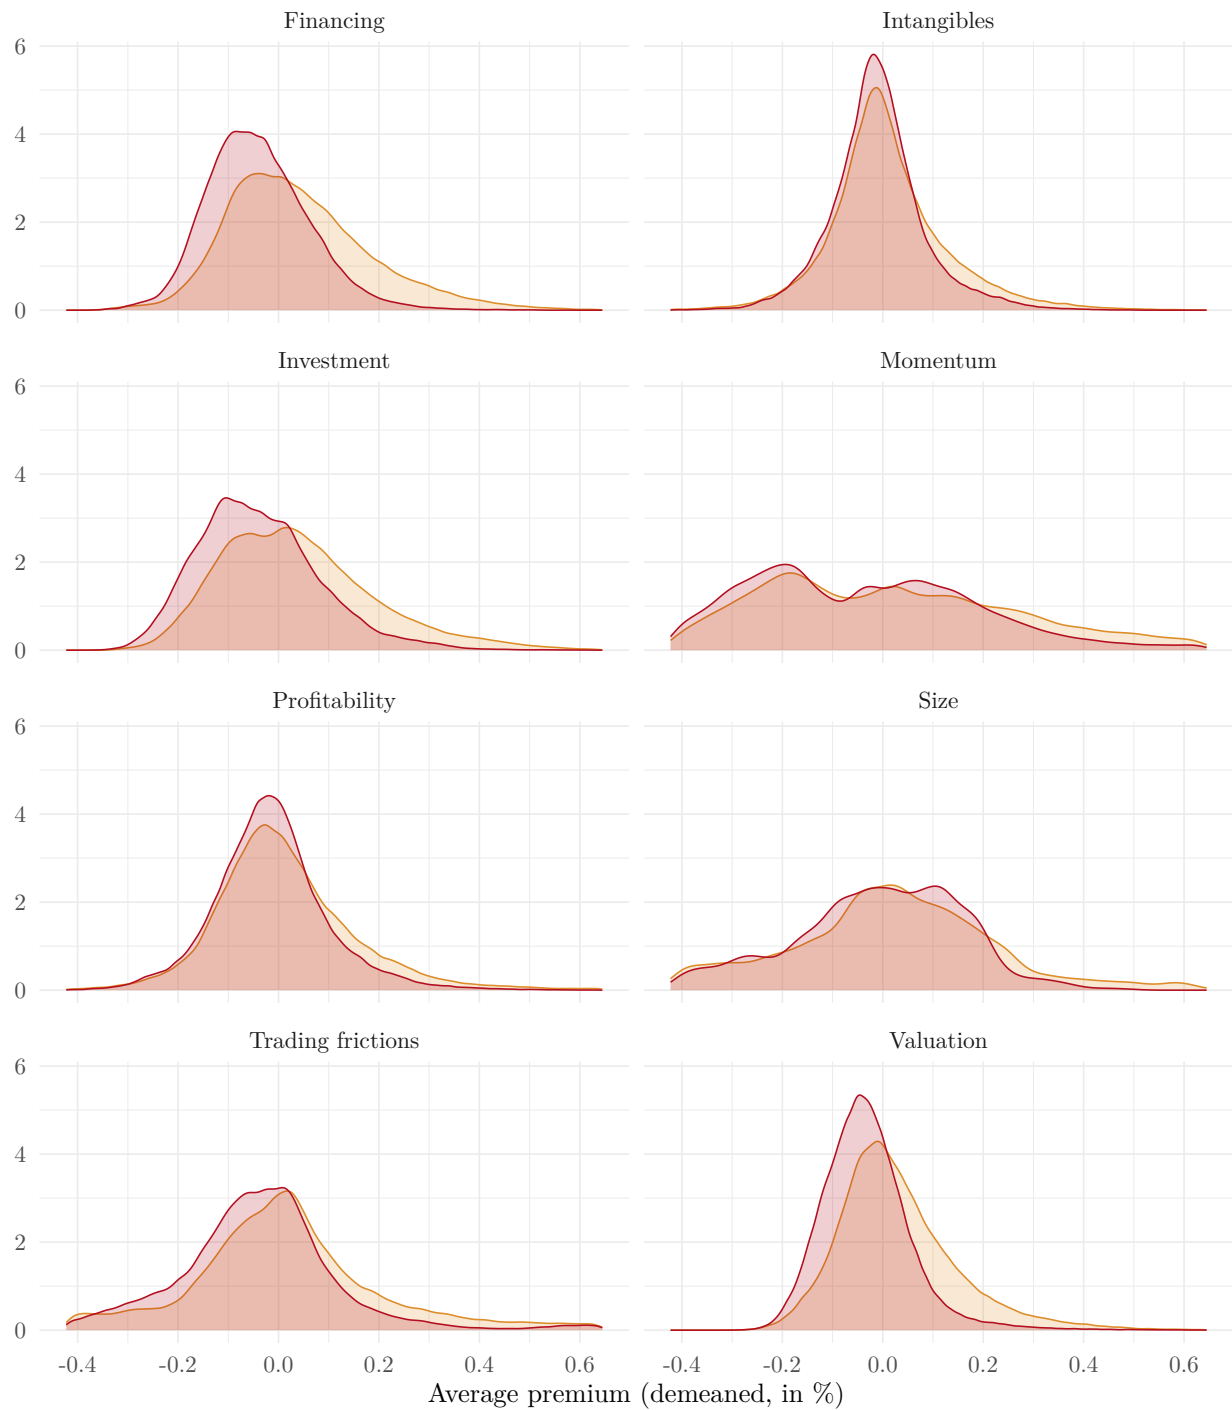 Financing Intangibles
6
4
2
0
Investment Momentum
6
4
2
0
Profitability Size
6
4
2
0
Trading frictions Valuation
6
4
2
0
-0.4 -0.2 0.0 0.2 0.4 0.6 -0.4 -0.2 0.0 0.2 0.4 0.6
Average premium (demeaned, in %)